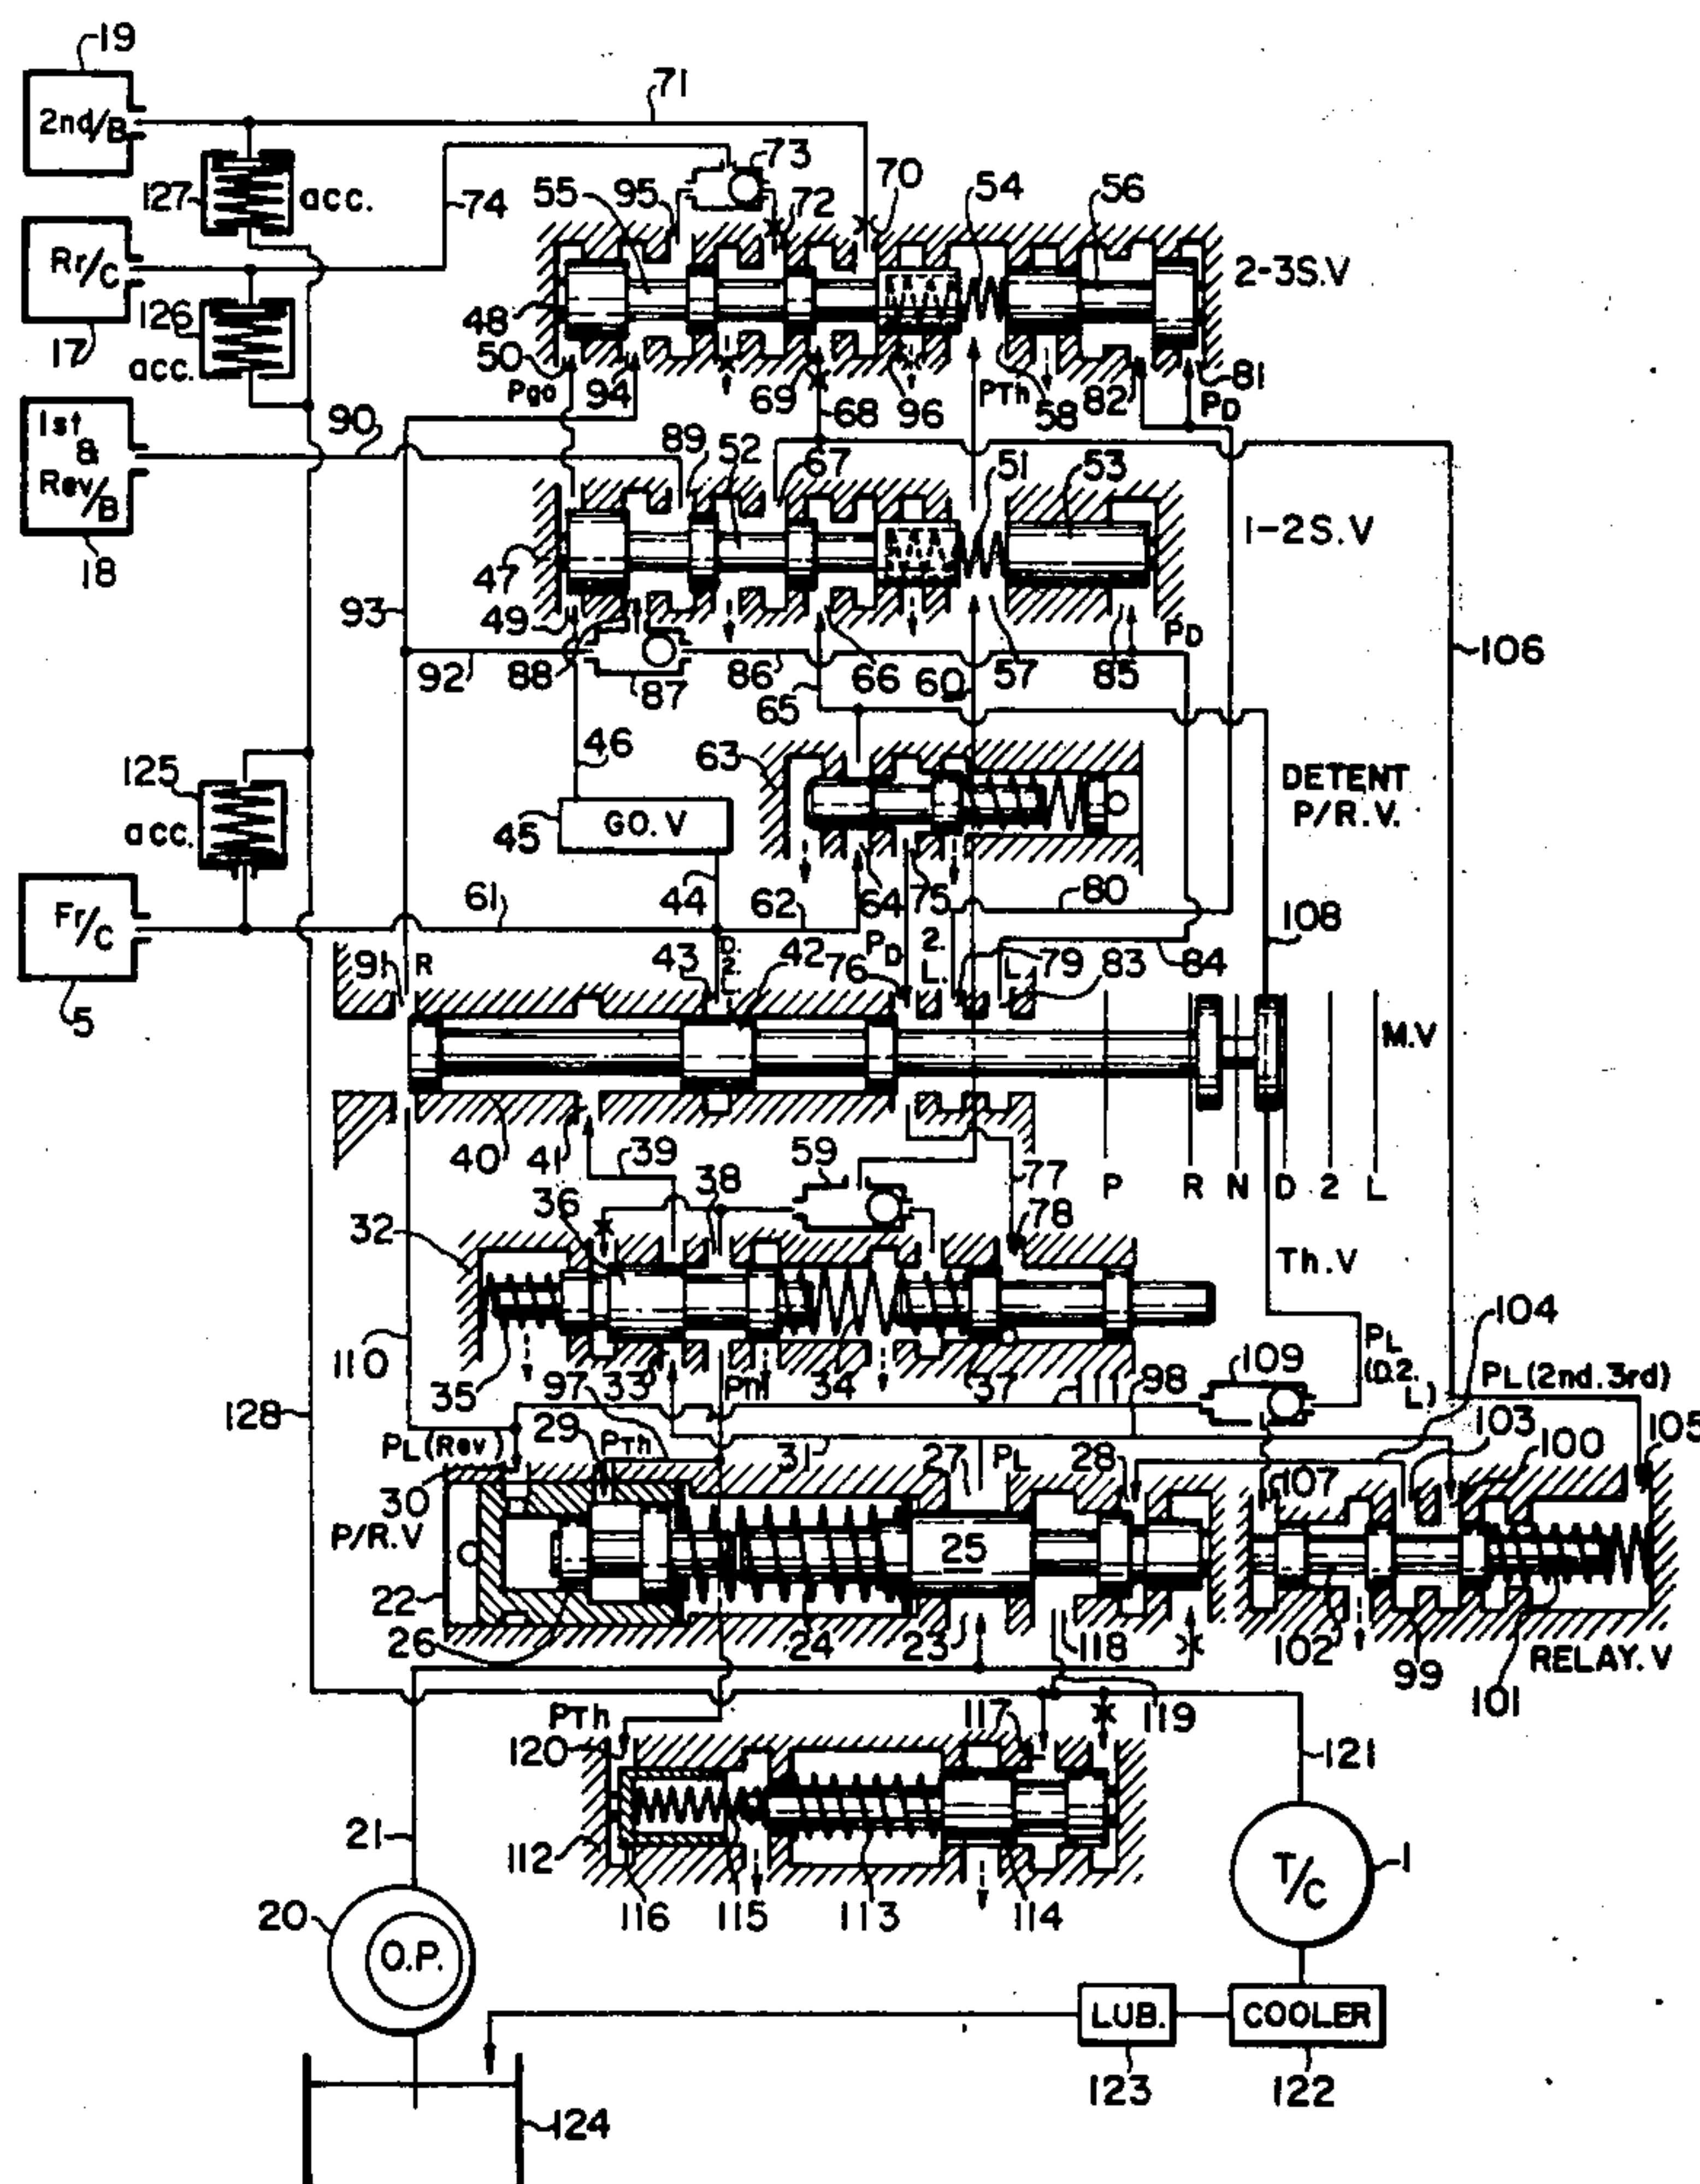 19
71
2nd/B
73
127
acc.
74
55
95
72
70
54
56
Rr/C
2-3S.V
126
48
17
acc.
50
Pgo
94
69
68
96
PTh
58
82
PD
81
1st & Rev/B
90
89
52
67
51
53
1-2S.V
18
47
93
49
PD
106
92
88
87
86
66
60
57
85
65
46
63
125
DETENT P/R.V.
acc.
45
GO.V
Fr/C
61
44
62
64
75
80
108
5
91
R
43
D. 2. L.
42
76
PD
2. L.
L
79
83
84
M.V
40
41
39
59
77
P
R
N
D
2
L
36
38
32
78
Th.V
110
104
35
33
PTh
34
37
98
109
PL (D.2. L)
PL (2nd. 3rd)
128
97
103
PL (Rev)
29
PTh
31
27
PL
28
100
105
30
107
P/R.V
25
22
26
24
23
118
102
99
101
RELAY. V
PTh
117
119
120
121
21
112
116
115
113
114
T/C
1
20
O.P.
LUB.
COOLER
123
122
124